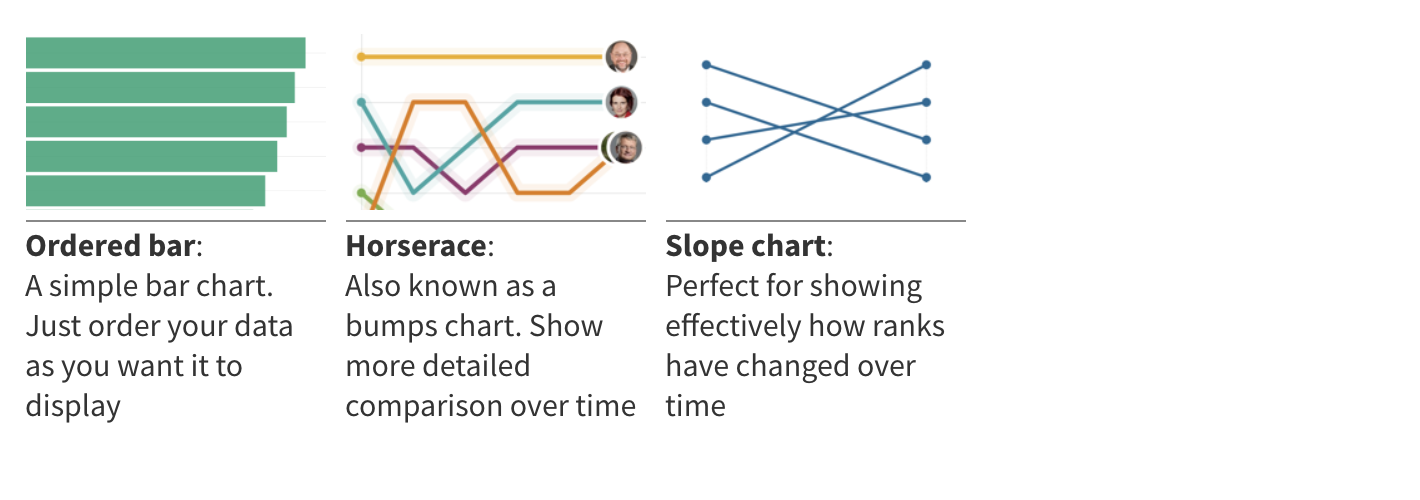 Ordered bar:
A simple bar chart.
Just order your data
as you want it to
display
Horserace:
Also known as a
bumps chart. Show
more detailed
comparison over time
Slope chart:
Perfect for showing
effectively how ranks
have changed over
time